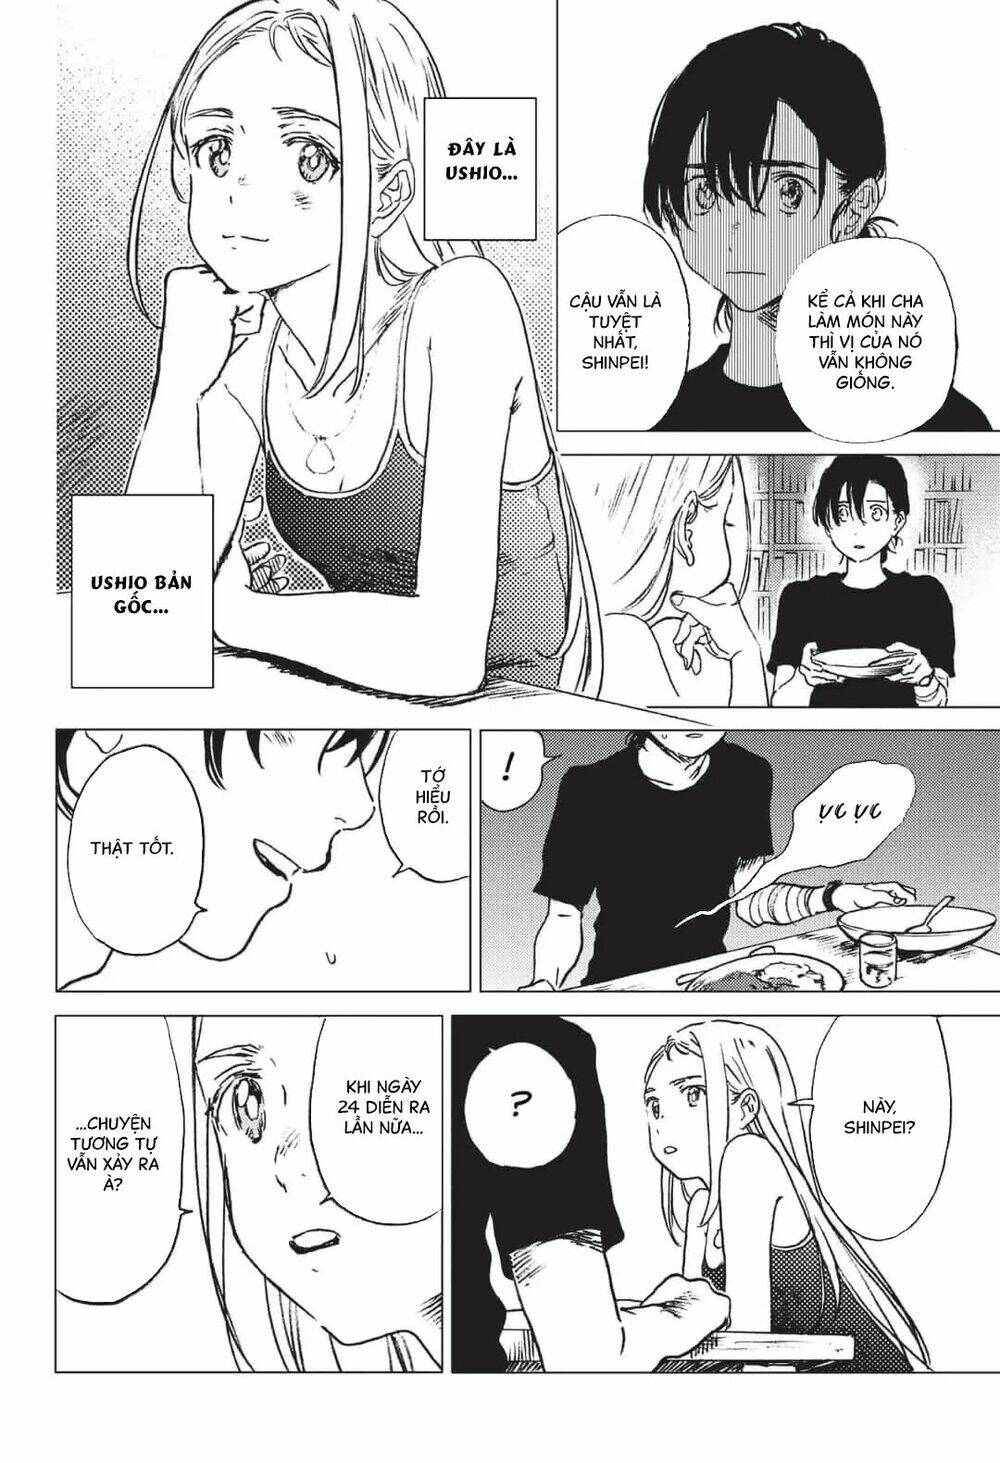 KỂ CẢ KHI CHA
LÀM MÓN NÀY
THÌ VỊ CỦA NÓ
VẪN KHÔNG
GIỐNG.
CẬU VẪN LÀ
TUYỆT
NHẤT,
SHINPEI!
ĐÂY LÀ
USHIO...
USHIO BẢN
GỐC...
ỰC ỰC
!
TỚ
HIỂU
RỒI.
THẬT TỐT.
NÀY,
SHINPEI?
?
KHI NGÀY
24 DIỄN RA
LẦN NỮA...
...CHUYỆN
TƯƠNG TỰ
VẪN XẢY RA
À?